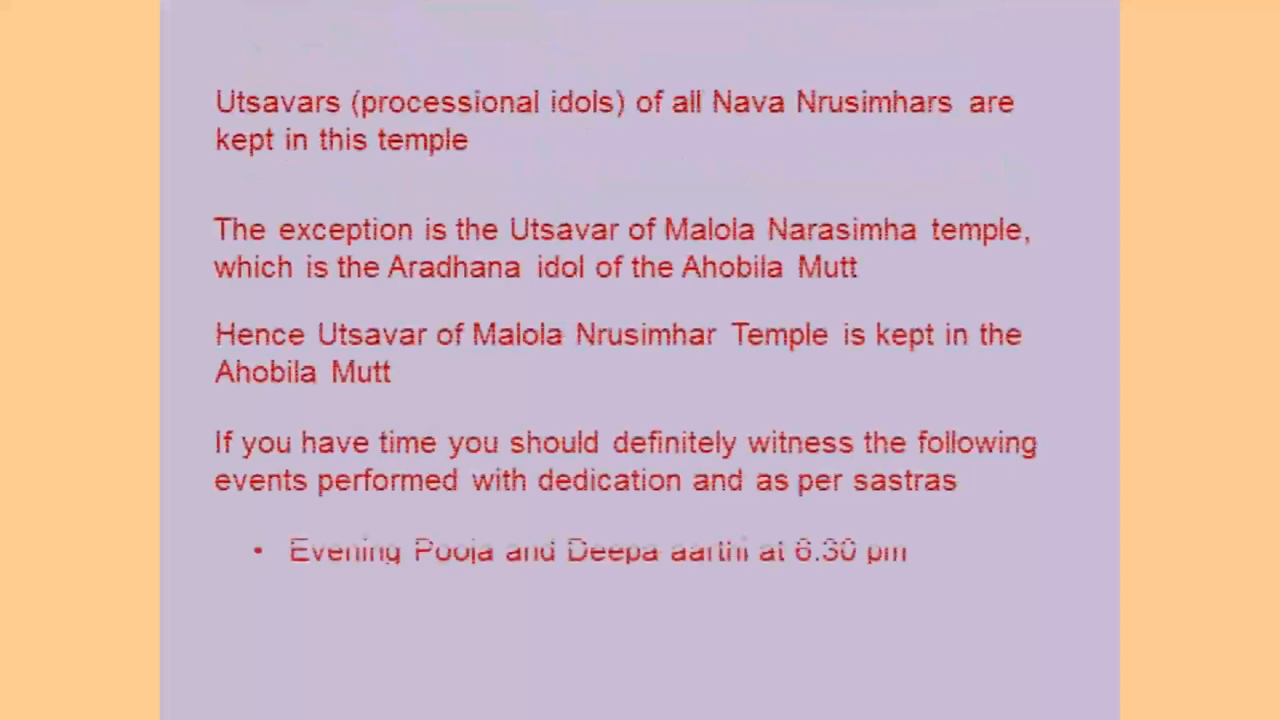 Utsavars (processional idols) of all Nava Nrusimhars are
kept in this temple
The exception is the Utsavar of Malola Narasimha temple,
which is the Aradhana idol of the Ahobila Mutt
Hence Utsavar of Malola Nrusimhar Temple is kept in the
Ahobila Mutt
If you have time you should definitely witness the following
events performed with dedication and as per sastras
• Evening Pooja and Deepa aarthi at 6.30 pm